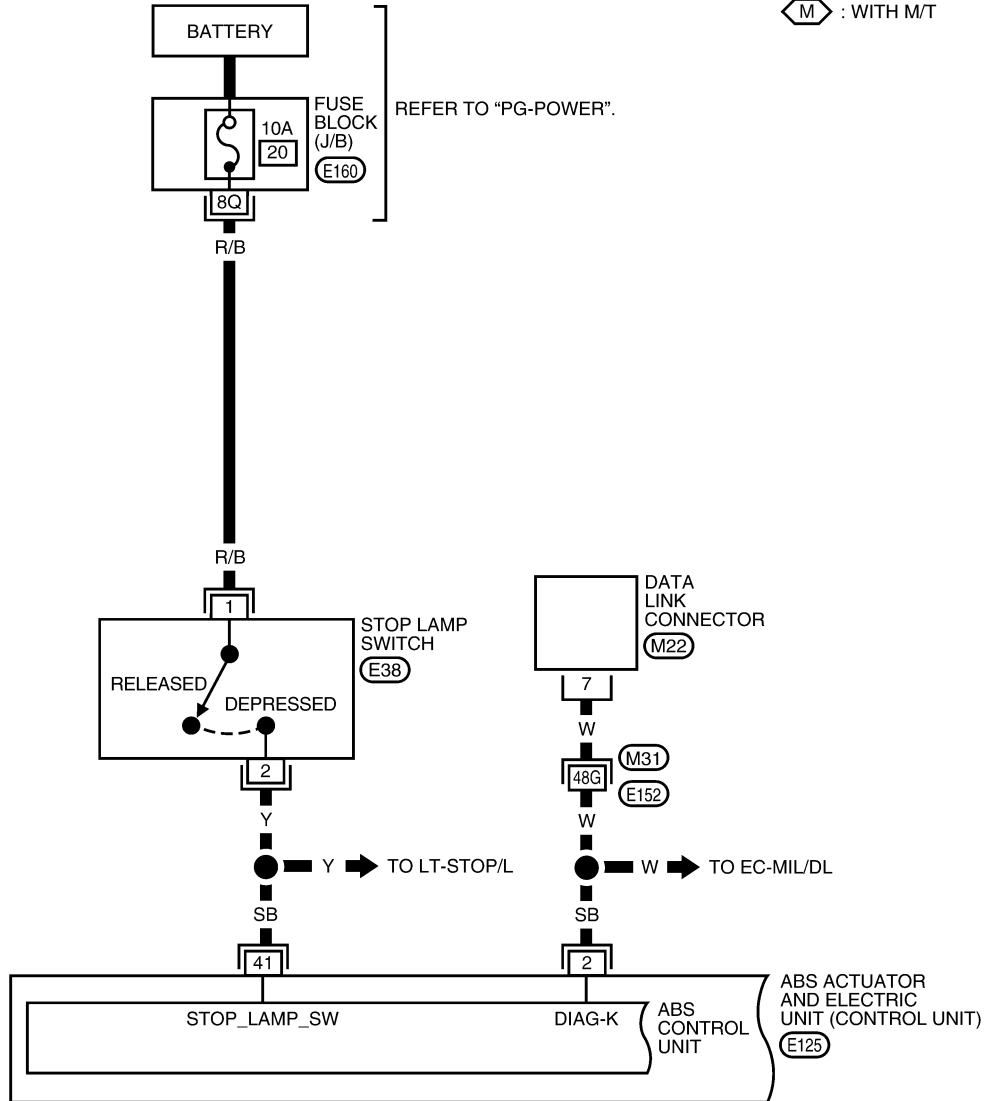 M : WITH M/T
BATTERY
FUSE
BLOCK
(J/B)
E160
10A
20
REFER TO “PG-POWER”.
8Q
R/B
R/B
1
STOP LAMP
SWITCH
E38
RELEASED
DEPRESSED
2
Y
Y
TO LT-STOP/L
SB
41
DATA
LINK
CONNECTOR
M22
7
W
M31
48G
E152
W
W
TO EC-MIL/DL
SB
2
ABS ACTUATOR
AND ELECTRIC
UNIT (CONTROL UNIT)
E125
STOP_LAMP_SW
DIAG-K
ABS
CONTROL
UNIT